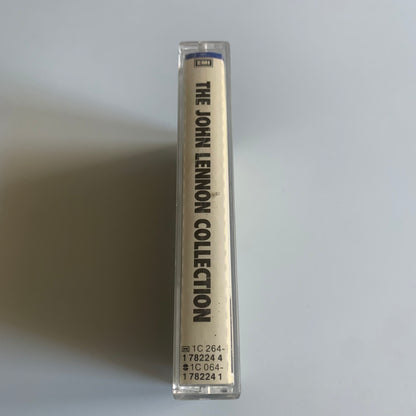 EMI
THE JOHN LENNON COLLECTION
1C 264-
1 78224 4
1C 064-
1 78224 1